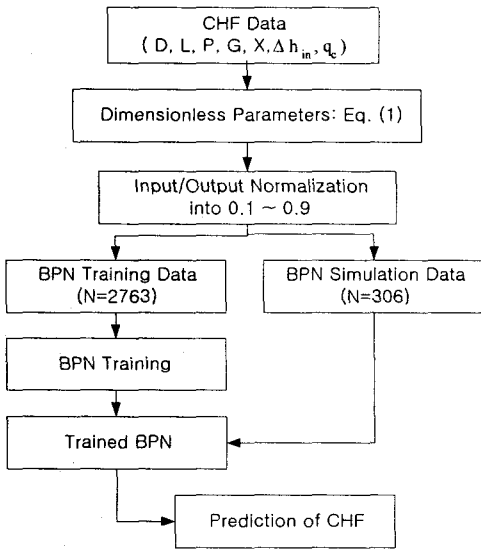 CHF Data
( D, L, P, G, X, Δh_in, q_c )
Dimensionless Parameters: Eq. (1)
Input/Output Normalization
into 0.1 ~ 0.9
BPN Training Data
(N=2763)
BPN Simulation Data
(N=306)
BPN Training
Trained BPN
Prediction of CHF